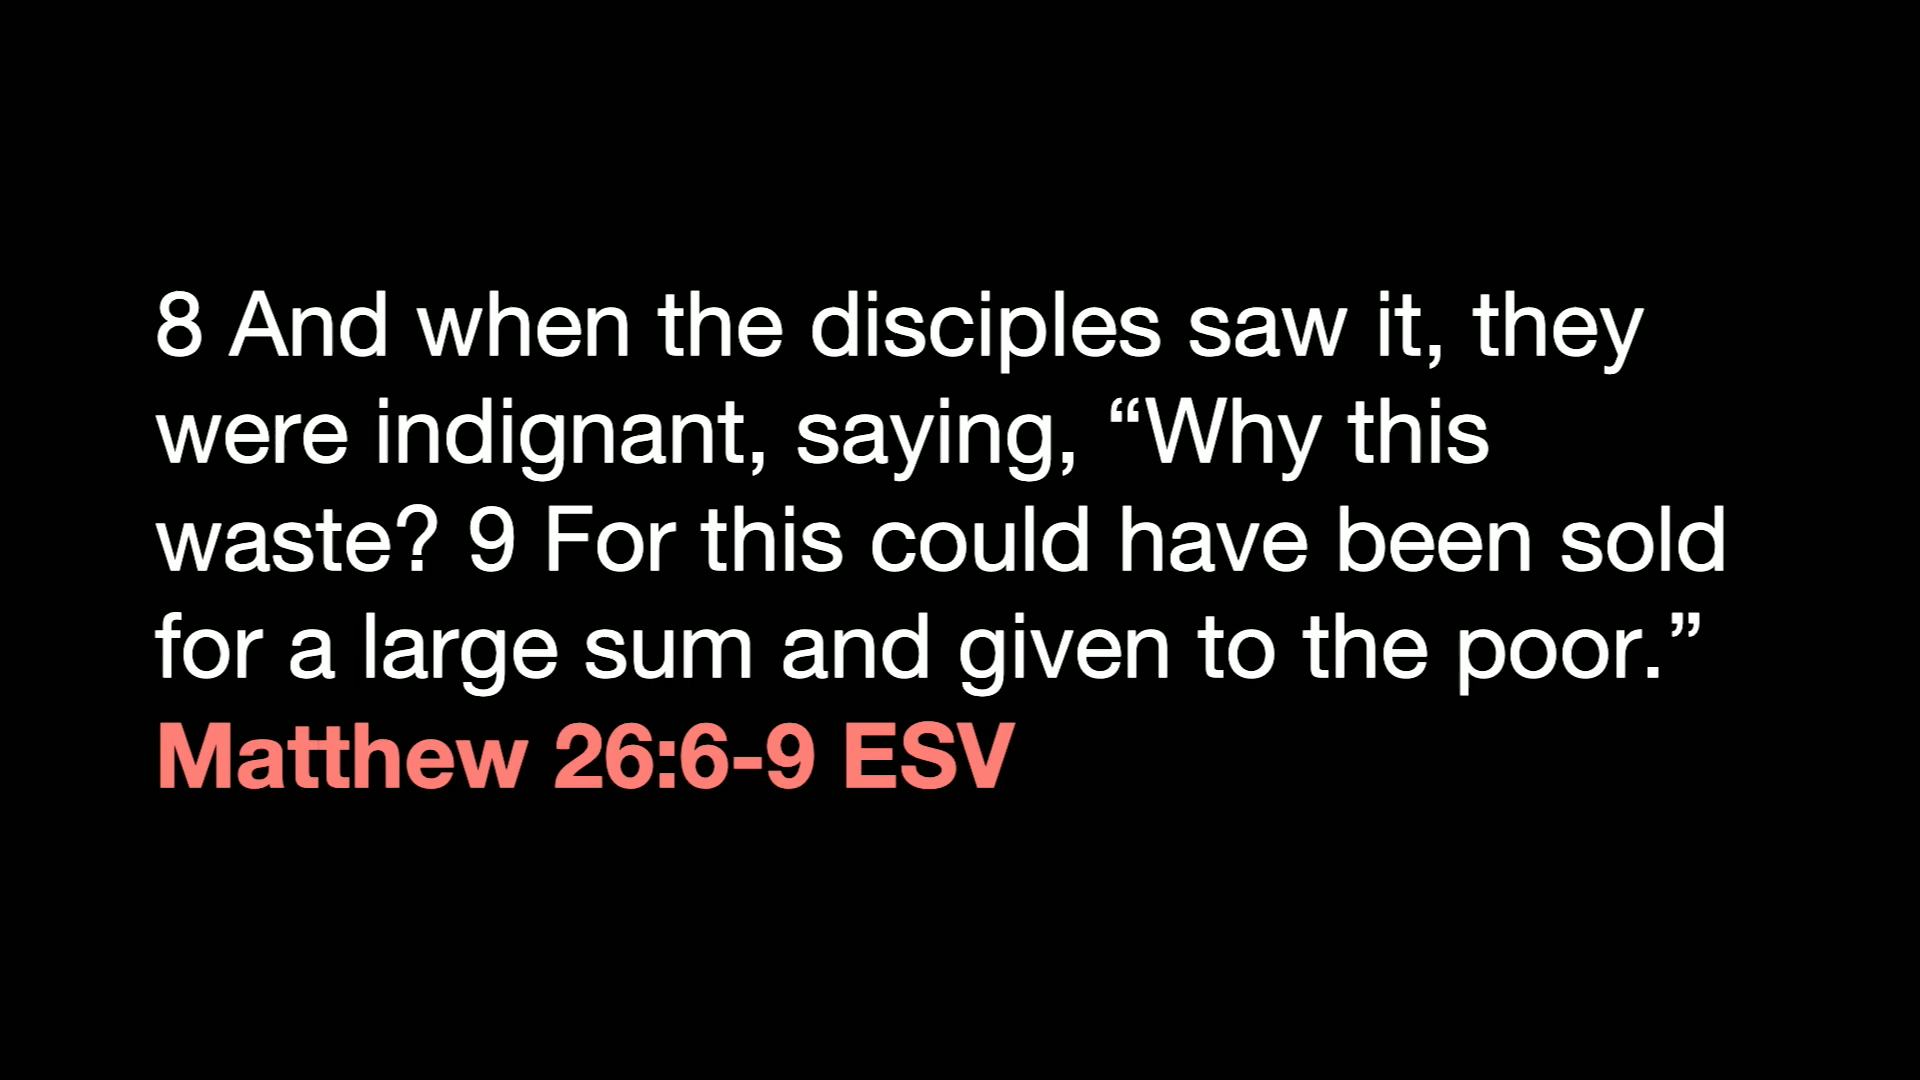 8 And when the disciples saw it, they
were indignant, saying, “Why this
waste? 9 For this could have been sold
for a large sum and given to the poor.”
Matthew 26:6-9 ESV